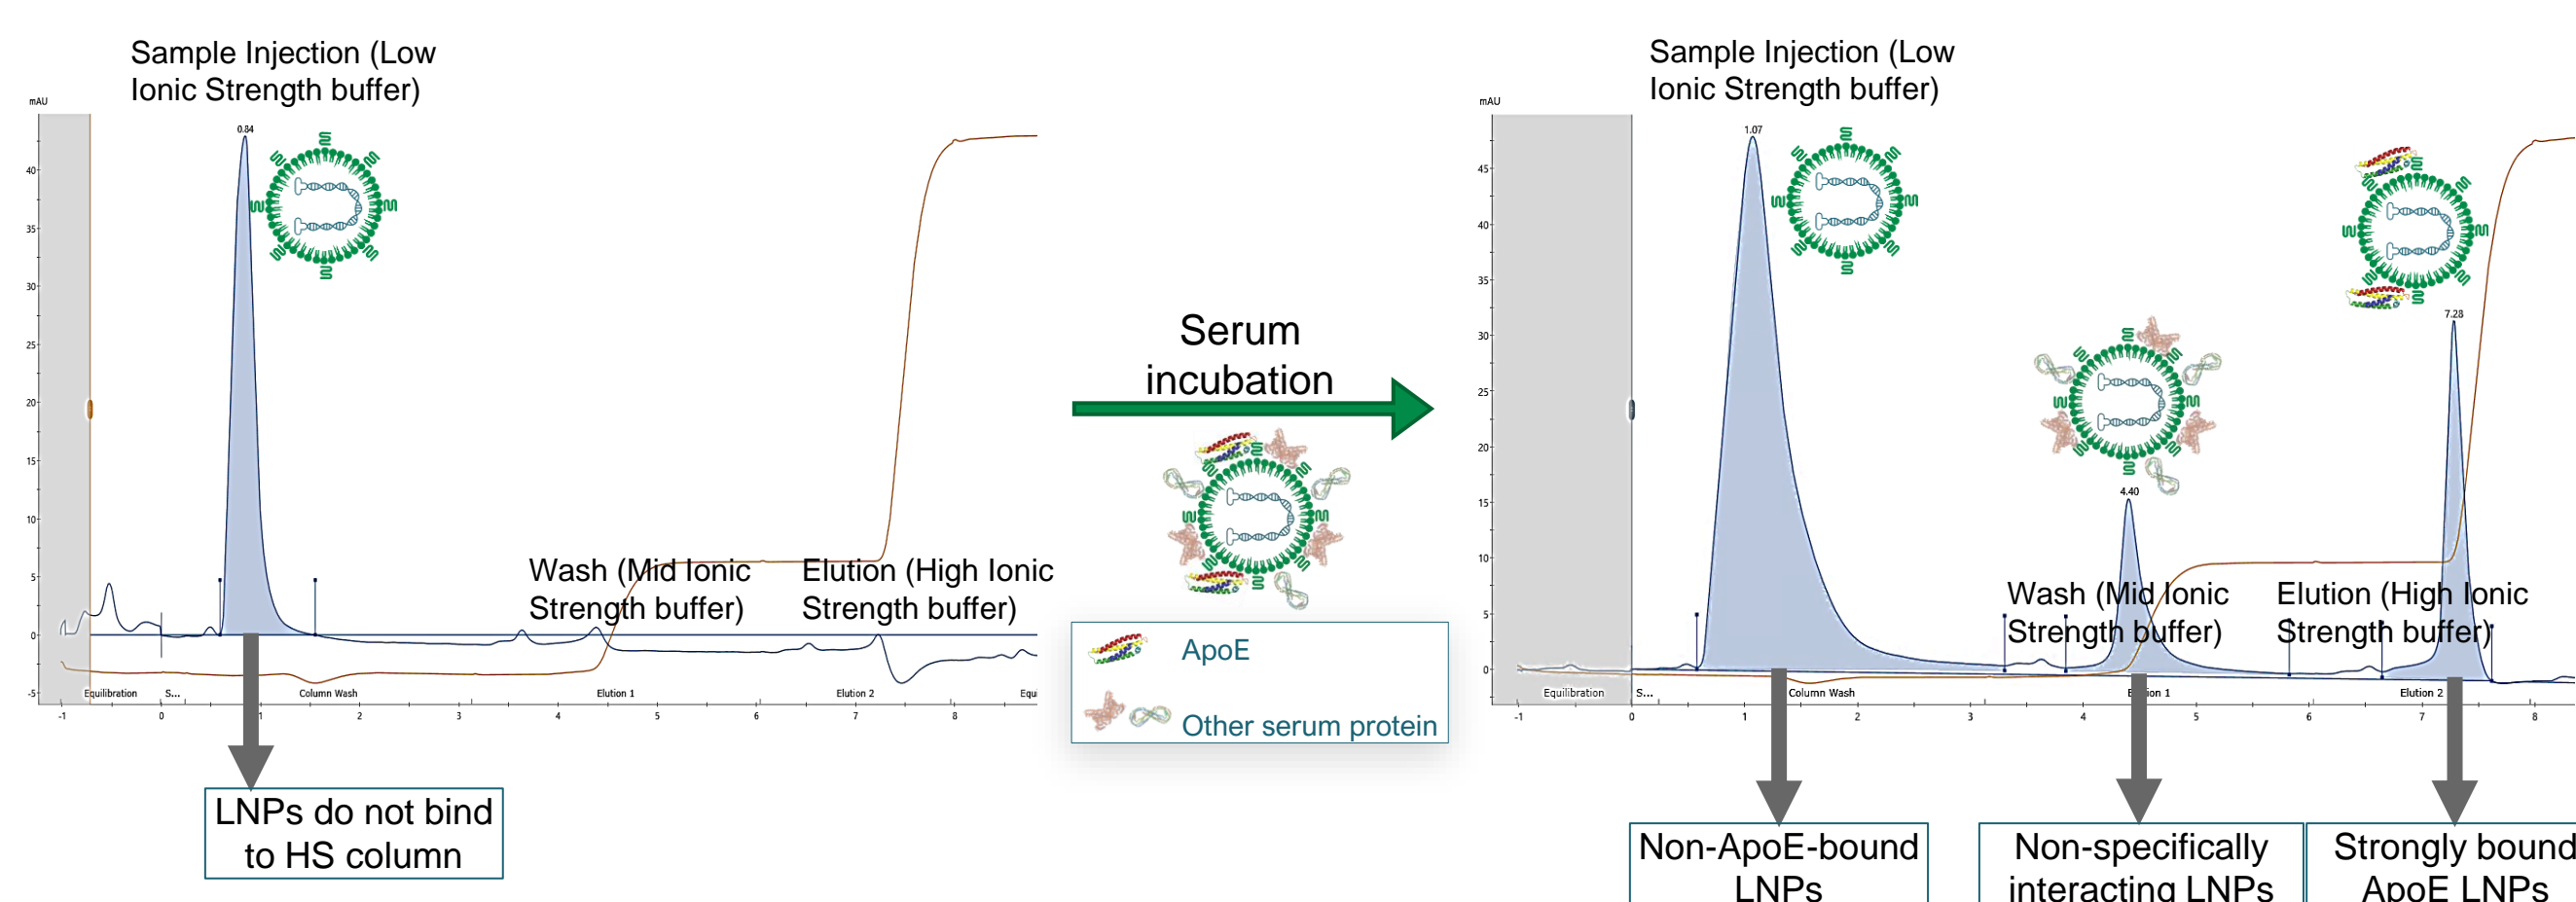 Sample Injection (Low
Ionic Strength buffer)
mAU
0.84
40
35
30
25
20
15
10
5
0
-5
Wash (Mid Ionic
Strength buffer)
Elution (High Ionic
Strength buffer)
Equilibration
S...
Column Wash
Elution 1
Elution 2
Equi
-1
0
1
2
3
4
5
6
7
8
LNPs do not bind
to HS column
Serum
incubation
ApoE
Other serum protein
Sample Injection (Low
Ionic Strength buffer)
mAU
1.07
4.40
7.28
45
40
35
30
25
20
15
10
5
0
Wash (Mid Ionic
Strength buffer)
Elution (High Ionic
Strength buffer)
Equilibration
S...
Column Wash
Elution 2
-1
0
1
2
3
4
5
6
7
8
Non-ApoE-bound
LNPs
Non-specifically
interacting LNPs
Strongly bound
ApoE LNPs